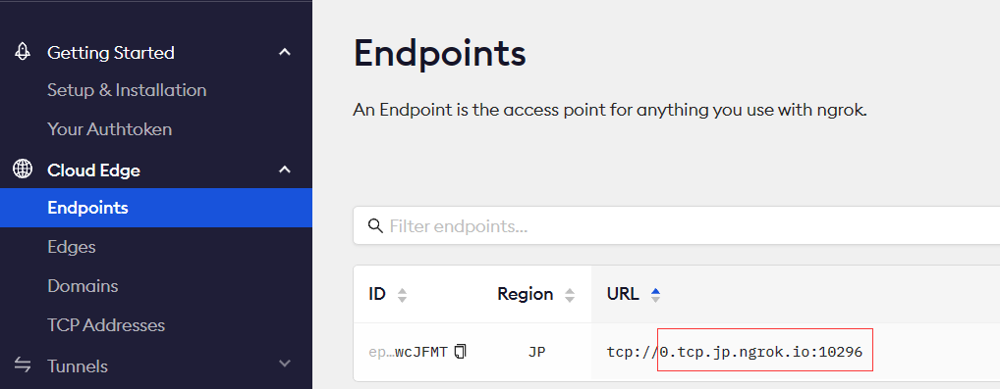 Getting Started
Setup & Installation
Your Authtoken
Cloud Edge
Endpoints
Edges
Domains
TCP Addresses
Tunnels
Endpoints
An Endpoint is the access point for anything you use with ngrok.
Filter endpoints...
ID Region URL
ep...wcJFMT JP tcp://0.tcp.jp.ngrok.io:10296